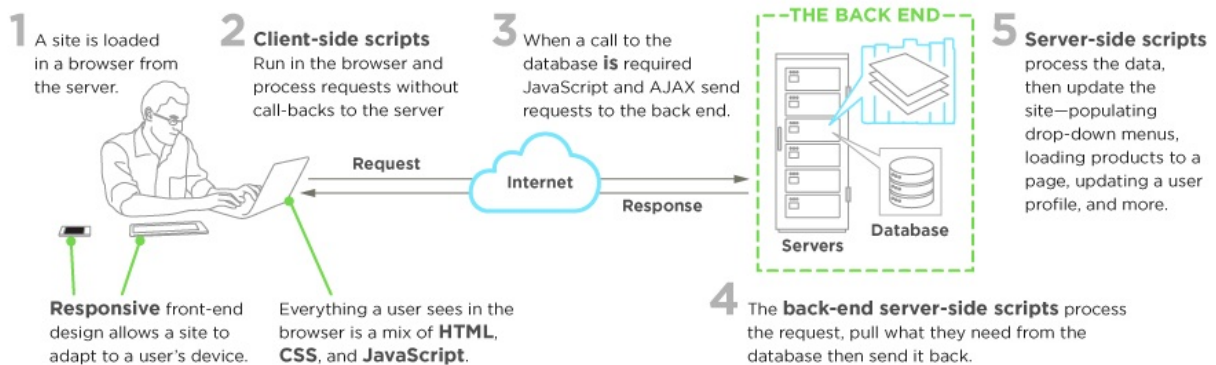 1 A site is loaded
in a browser from
the server.
2 Client-side scripts
Run in the browser and
process requests without
call-backs to the server
3 When a call to the
database is required
JavaScript and AJAX send
requests to the back end.
THE BACK END
5 Server-side scripts
process the data,
then update the
site—populating
drop-down menus,
loading products to a
page, updating a user
profile, and more.
Request
Internet
Response
Servers
Database
Responsive front-end
design allows a site to
adapt to a user's device.
Everything a user sees in the
browser is a mix of HTML,
CSS, and JavaScript.
4 The back-end server-side scripts process
the request, pull what they need from the
database then send it back.